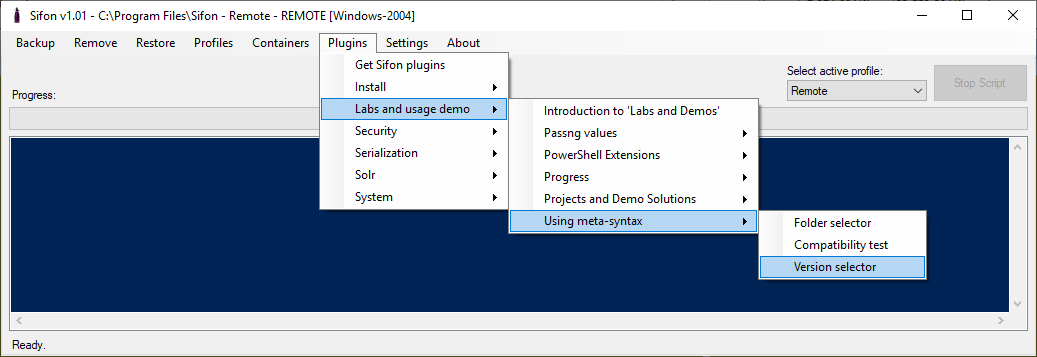 Sifon v1.01 - C:\Program Files\Sifon - Remote - REMOTE [Windows-2004]
Backup Remove Restore Profiles Containers Plugins Settings About
Get Sifon plugins
Install
Labs and usage demo
Security
Serialization
Solr
System
Introduction to 'Labs and Demos'
Passng values
PowerShell Extensions
Progress
Projects and Demo Solutions
Using meta-syntax
Folder selector
Compatibility test
Version selector
Select active profile:
Remote
Stop Script
Progress:
Ready.